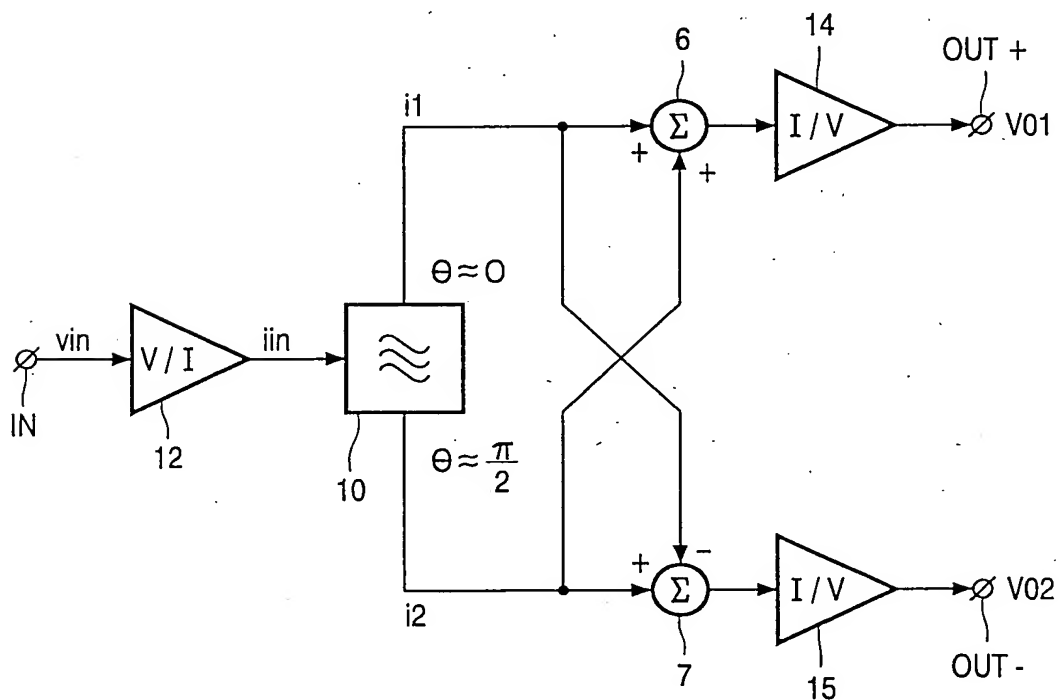 14
6
OUT +
i1
Σ
I / V
V01
+
+
Θ ≈ 0
vin
V / I
iin
IN
12
10
Θ ≈ π/2
+
-
Σ
I / V
V02
i2
7
15
OUT -